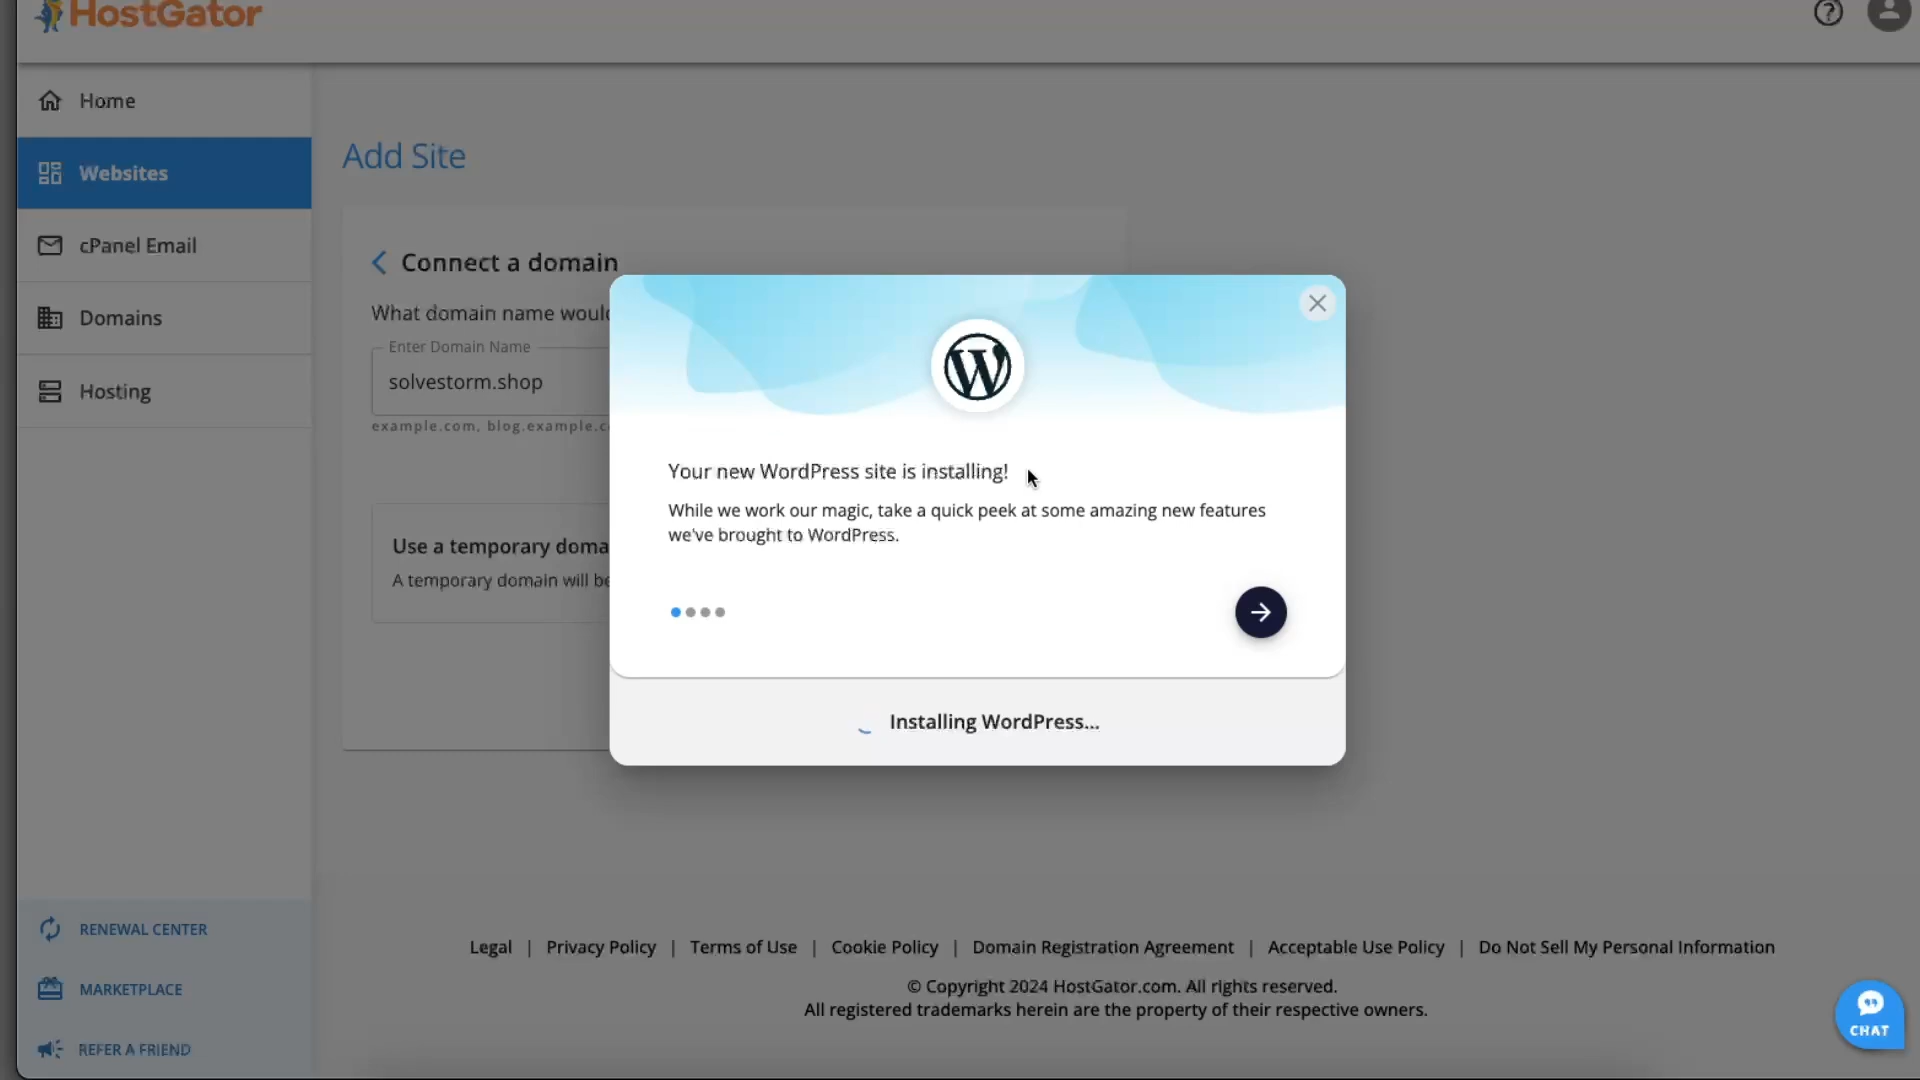 HostGator
Home
Websites
cPanel Email
Domains
Hosting
Add Site
Connect a domain
What domain name would
Enter Domain Name
solvestorm.shop
example.com, blog.example.c
Use a temporary doma
A temporary domain will be
Your new WordPress site is installing!
While we work our magic, take a quick peek at some amazing new features
we've brought to WordPress.
Installing WordPress...
RENEWAL CENTER
MARKETPLACE
REFER A FRIEND
Legal | Privacy Policy | Terms of Use | Cookie Policy | Domain Registration Agreement | Acceptable Use Policy | Do Not Sell My Personal Information
© Copyright 2024 HostGator.com. All rights reserved.
All registered trademarks herein are the property of their respective owners.
CHAT